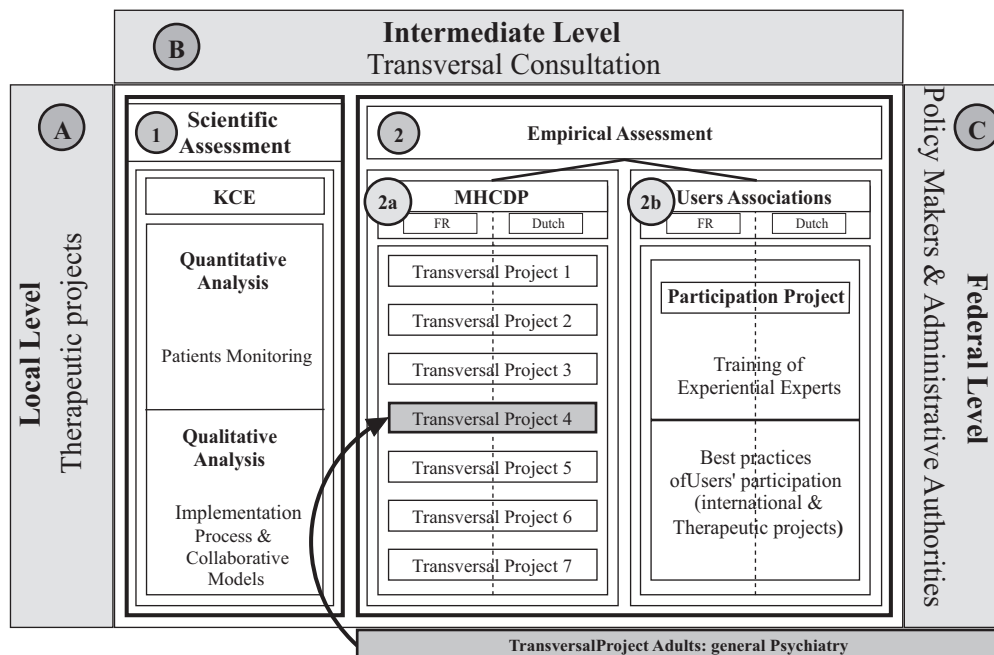 B
Intermediate Level
Transversal Consultation
A
Local Level
Therapeutic projects
1
Scientific
Assessment
KCE
Quantitative
Analysis
Patients Monitoring
Qualitative
Analysis
Implementation
Process &
Collaborative
Models
2
Empirical Assessment
2a
MHCDP
FR
Dutch
Transversal Project 1
Transversal Project 2
Transversal Project 3
Transversal Project 4
Transversal Project 5
Transversal Project 6
Transversal Project 7
2b
Users Associations
FR
Dutch
Participation Project
Training of
Experiential Experts
Best practices
ofUsers' participation
(international &
Therapeutic projects)
C
Policy Makers & Administrative Authorities
Federal Level
TransversalProject Adults: general Psychiatry